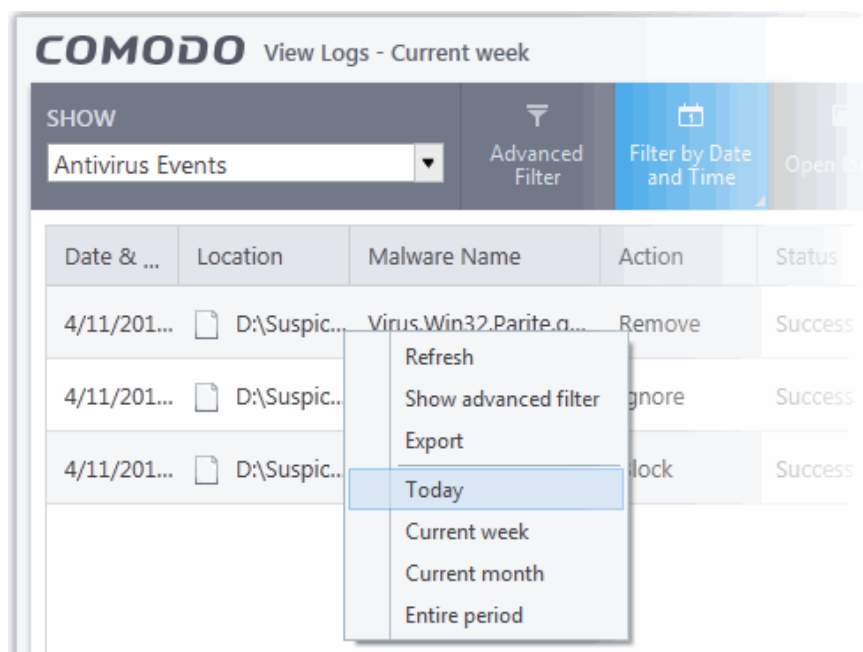 COMODO View Logs - Current week
SHOW
Antivirus Events
Advanced
Filter
Filter by Date
and Time
Open
Date & ... Location Malware Name Action Status
4/11/201... D:\Suspic... Virus.Win32.Parite.g... Remove Success
4/11/201... D:\Suspic... Success
4/11/201... D:\Suspic... Success
Refresh
Show advanced filter
Export
Today
Current week
Current month
Entire period